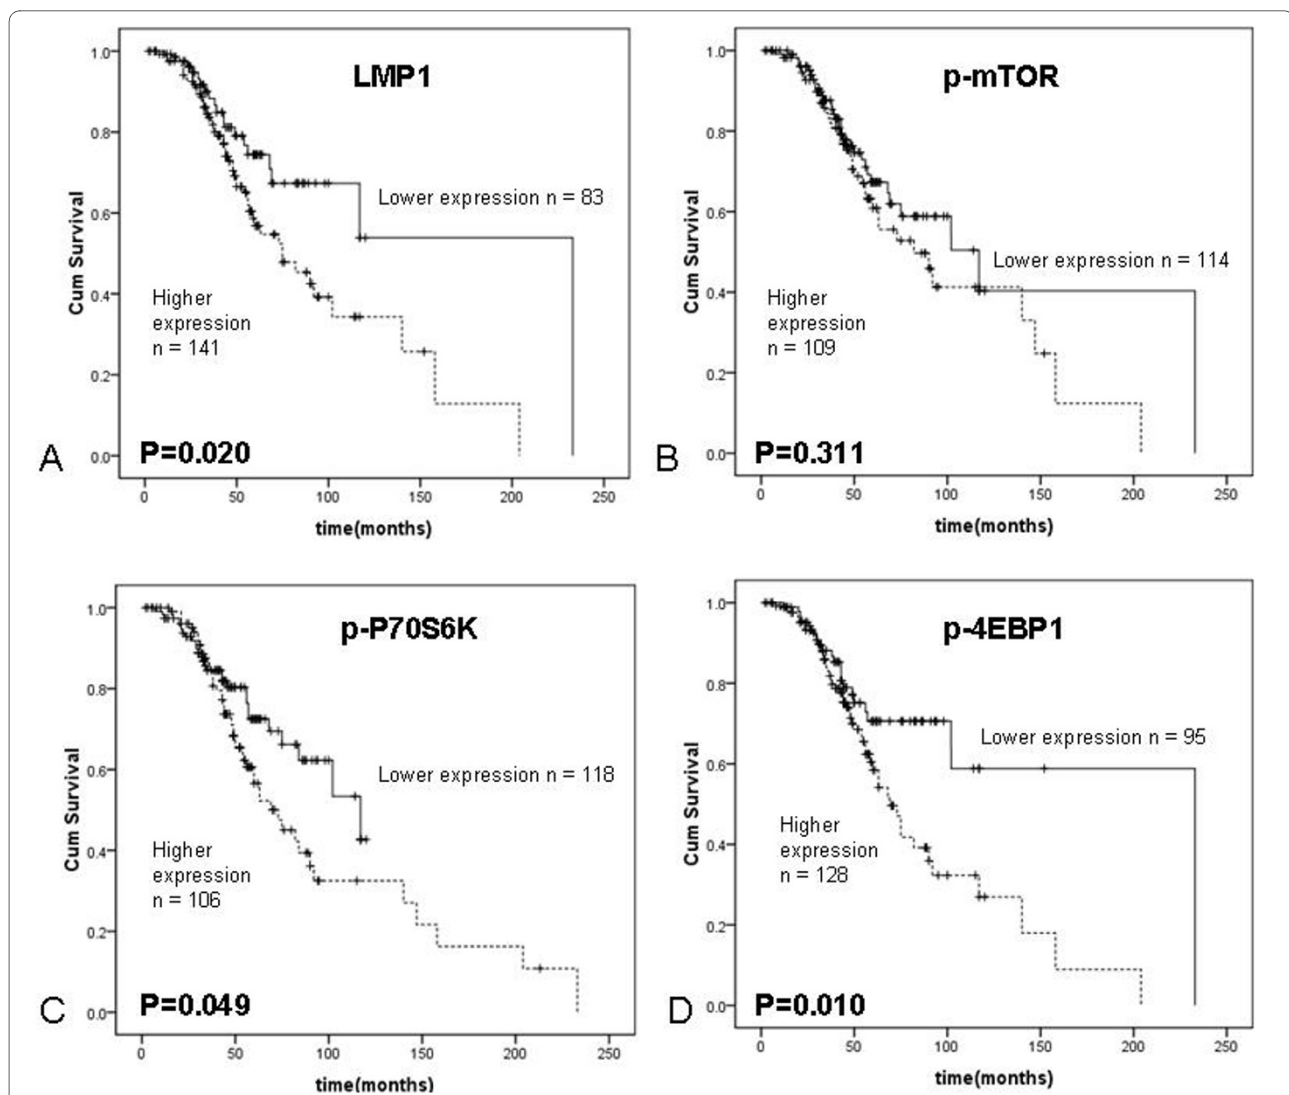 LMP1
Cum Survival
1.0
0.8
0.6
0.4
0.2
0.0
Lower expression n = 83
Higher
expression
n = 141
A
P=0.020
0 50 100 150 200 250
time(months)
p-mTOR
Cum Survival
1.0
0.8
0.6
0.4
0.2
0.0
Lower expression n = 114
Higher
expression
n = 109
B
P=0.311
0 50 100 150 200 250
time(months)
p-P70S6K
Cum Survival
1.0
0.8
0.6
0.4
0.2
0.0
Lower expression n = 118
Higher
expression
n = 106
C
P=0.049
0 50 100 150 200 250
time(months)
p-4EBP1
Cum Survival
1.0
0.8
0.6
0.4
0.2
0.0
Lower expression n = 95
Higher
expression
n = 128
D
P=0.010
0 50 100 150 200 250
time(months)